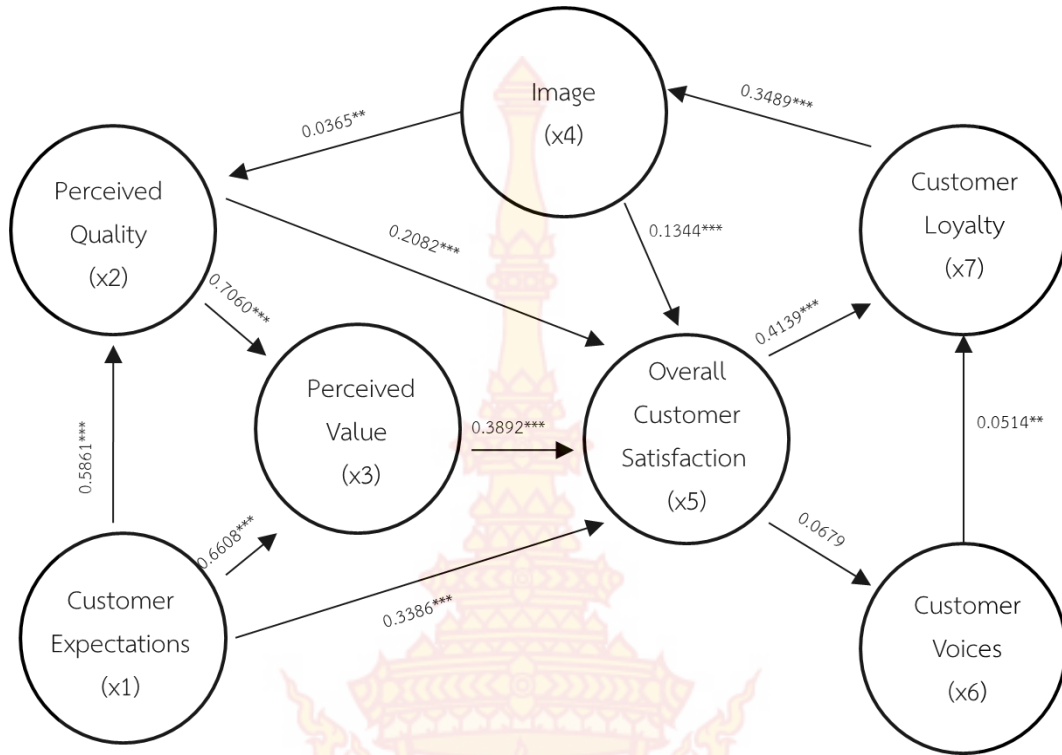 Image
(x4)
0.3489***
0.0365**
Perceived
Quality
(x2)
Customer
Loyalty
(x7)
0.2082***
0.1344***
0.7060***
0.4139***
Perceived
Value
(x3)
0.3892***
Overall
Customer
Satisfaction
(x5)
0.0514**
0.5861***
0.6608***
0.3386***
0.0679
Customer
Expectations
(x1)
Customer
Voices
(x6)